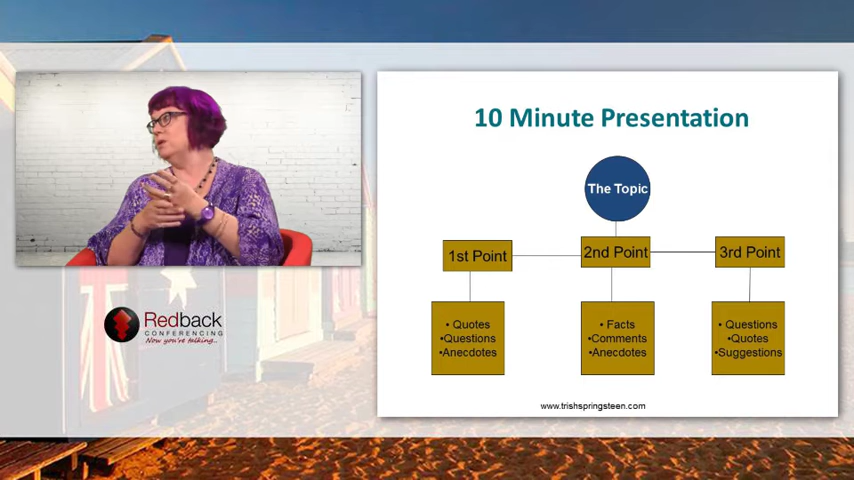 10 Minute Presentation
The Topic
1st Point
2nd Point
3rd Point
• Quotes
•Questions
•Anecdotes
• Facts
•Comments
•Anecdotes
• Questions
•Quotes
•Suggestions
www.trishspringsteen.com
Redback
CONFERENCING
Now you're talking..